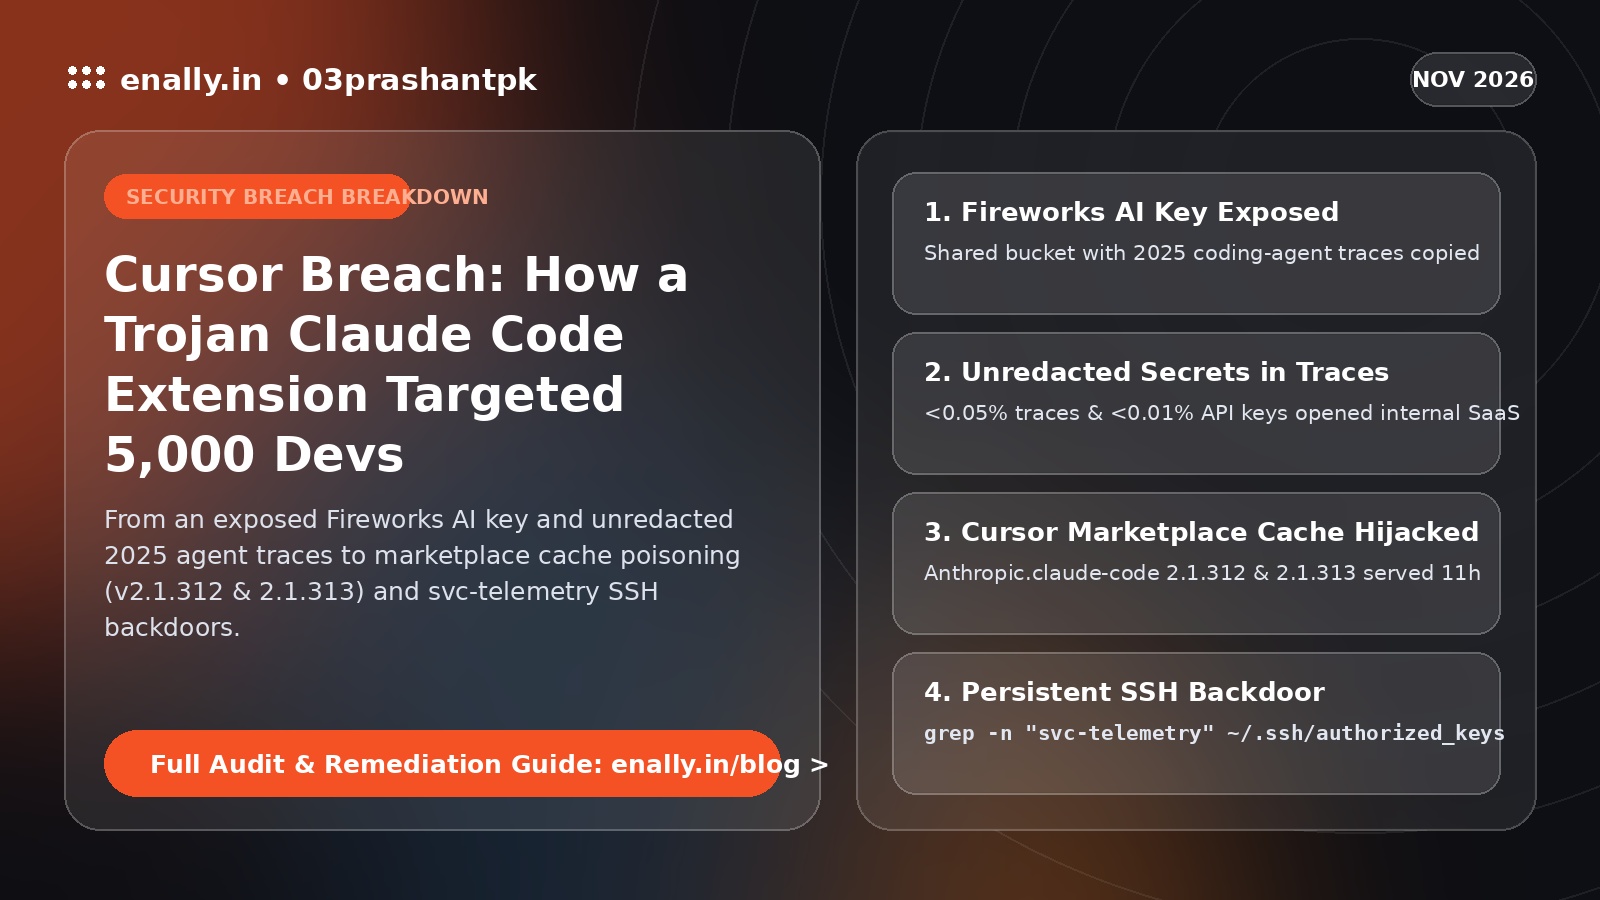 enally.in • 03prashantpk
NOV 2026
SECURITY BREACH BREAKDOWN
Cursor Breach: How a
Trojan Claude Code
Extension Targeted
5,000 Devs
From an exposed Fireworks AI key and unredacted
2025 agent traces to marketplace cache poisoning
(v2.1.312 & 2.1.313) and svc-telemetry SSH
backdoors.
Full Audit & Remediation Guide: enally.in/blog >
1. Fireworks AI Key Exposed
Shared bucket with 2025 coding-agent traces copied
2. Unredacted Secrets in Traces
<0.05% traces & <0.01% API keys opened internal SaaS
3. Cursor Marketplace Cache Hijacked
Anthropic.claude-code 2.1.312 & 2.1.313 served 11h
4. Persistent SSH Backdoor
grep -n "svc-telemetry" ~/.ssh/authorized_keys